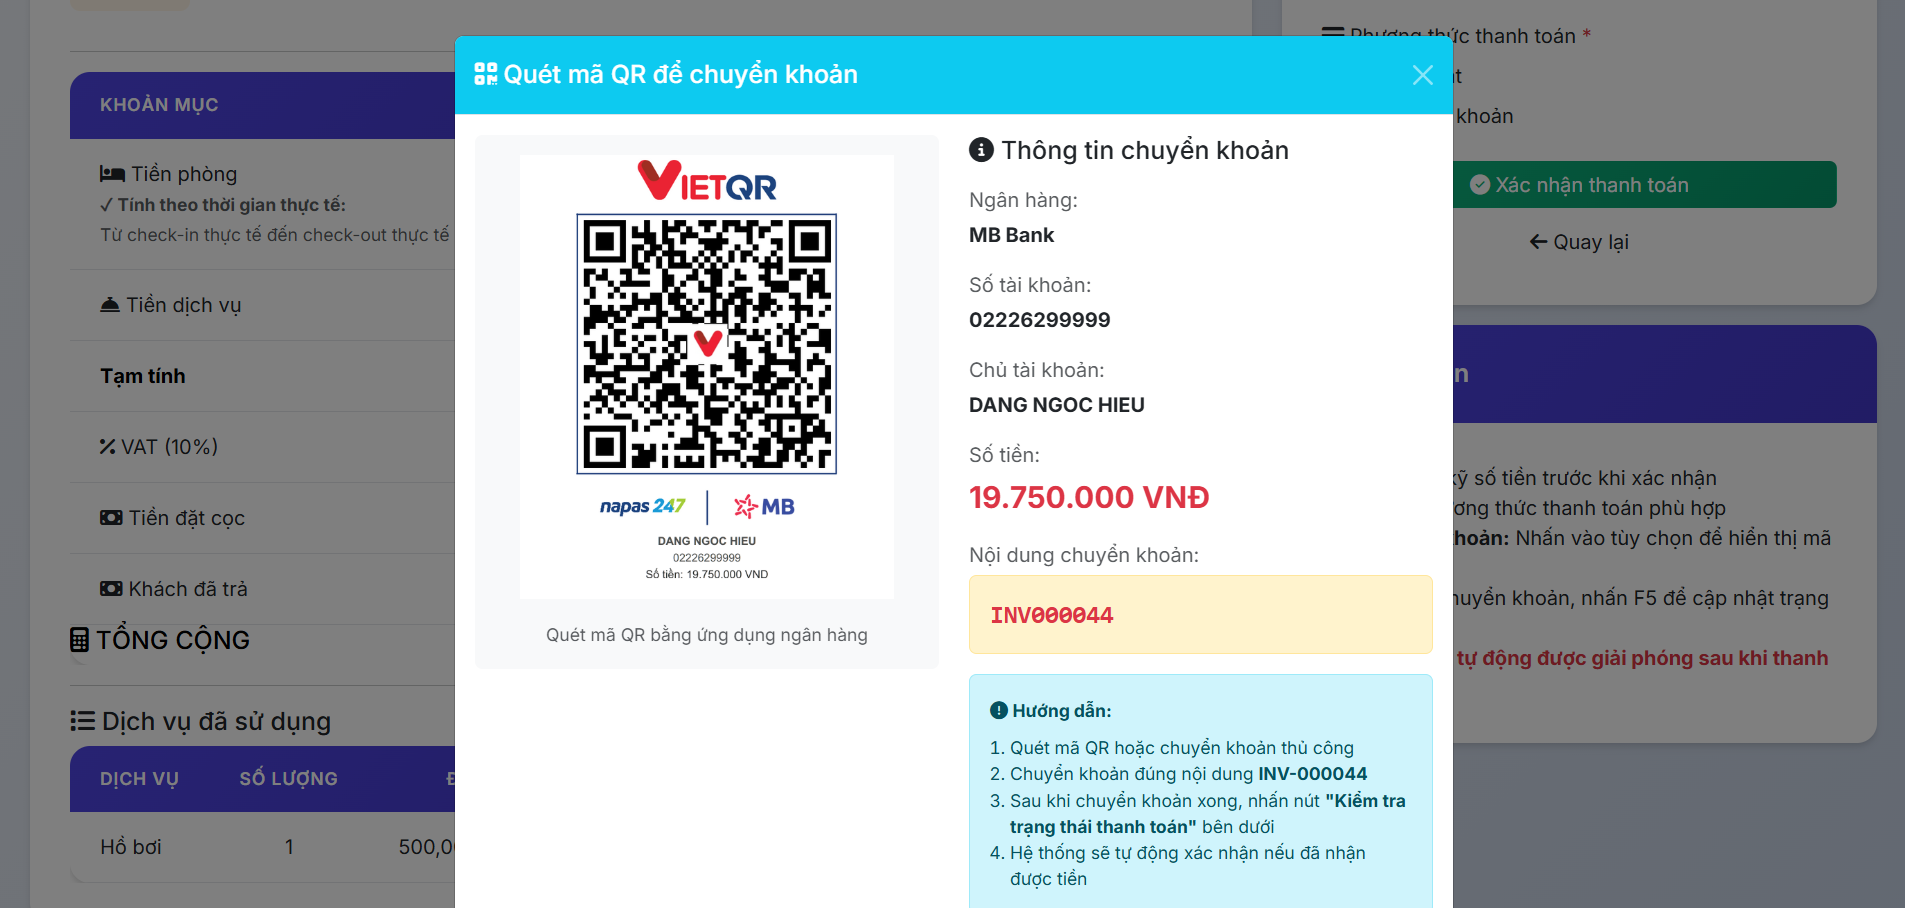 KHOẢN MỤC
Tiền phòng
✓ Tính theo thời gian thực tế:
Từ check-in thực tế đến check-out thực tế
Tiền dịch vụ
Tạm tính
VAT (10%)
Tiền đặt cọc
Khách đã trả
TỔNG CỘNG
Dịch vụ đã sử dụng
DỊCH VỤ SỐ LƯỢNG
Hồ bơi 1
Quét mã QR để chuyển khoản
VIETQR
napas 247 MB
DANG NGOC HIEU
02226299999
Số tiền: 19.750.000 VND
Quét mã QR bằng ứng dụng ngân hàng
Thông tin chuyển khoản
Ngân hàng:
MB Bank
Số tài khoản:
02226299999
Chủ tài khoản:
DANG NGOC HIEU
Số tiền:
19.750.000 VNĐ
Nội dung chuyển khoản:
INV000044
Hướng dẫn:
1. Quét mã QR hoặc chuyển khoản thủ công
2. Chuyển khoản đúng nội dung INV-000044
3. Sau khi chuyển khoản xong, nhấn nút "Kiểm tra
trạng thái thanh toán" bên dưới
4. Hệ thống sẽ tự động xác nhận nếu đã nhận
được tiền
Phương thức thanh toán *
khoản
Xác nhận thanh toán
Quay lại
số tiền trước khi xác nhận
thức thanh toán phù hợp
Nhấn vào tùy chọn để hiển thị mã
khoản, nhấn F5 để cập nhật trạng
tự động được giải phóng sau khi thanh